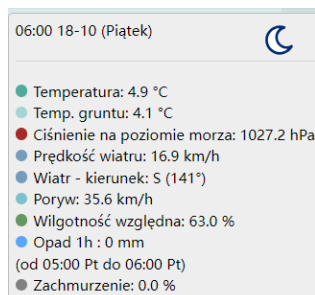 06:00 18-10 (Piątek)
Temperatura: 4.9 °C
Temp. gruntu: 4.1 °C
Ciśnienie na poziomie morza: 1027.2 hPa
Prędkość wiatru: 16.9 km/h
Wiatr - kierunek: S (141°)
Poryw: 35.6 km/h
Wilgotność względna: 63.0 %
Opad 1h : 0 mm
(od 05:00 Pt do 06:00 Pt)
Zachmurzenie: 0.0 %